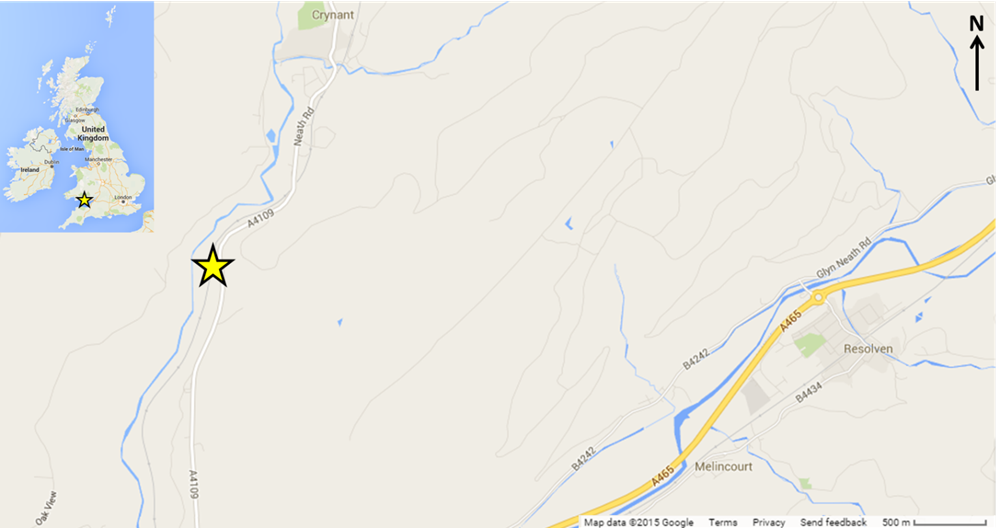 Crynant
N
Edinburgh
Glasgow
United
Kingdom
Isle of Man
Dublin
Manchester
Ireland
London
Neath Rd
A4109
Glyn Neath Rd
A465
Resolven
B4242
B4434
B4242
Melincourt
A465
A4109
Oak View
Map data ©2015 Google Terms Privacy Send feedback 500 m